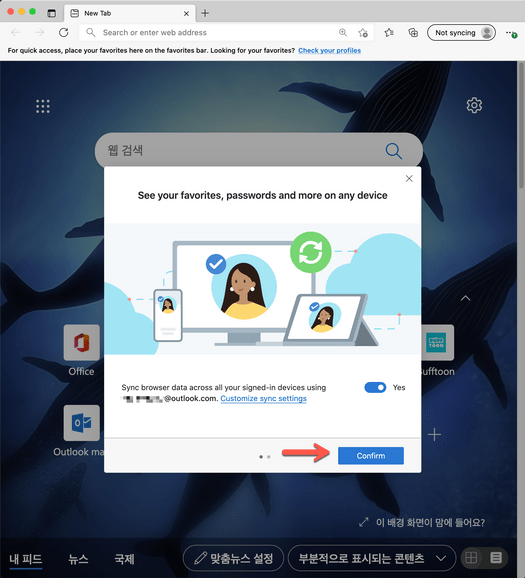 New Tab
Search or enter web address
Not syncing
For quick access, place your favorites here on the favorites bar. Looking for your favorites? Check your profiles
웹 검색
See your favorites, passwords and more on any device
Sync browser data across all your signed-in devices using
@outlook.com. Customize sync settings
Yes
Confirm
Office
Outlook
TOON
ufftoon
이 배경 화면이 맘에 들어요?
내 피드
뉴스
국제
맞춤뉴스 설정
부분적으로 표시되는 콘텐츠